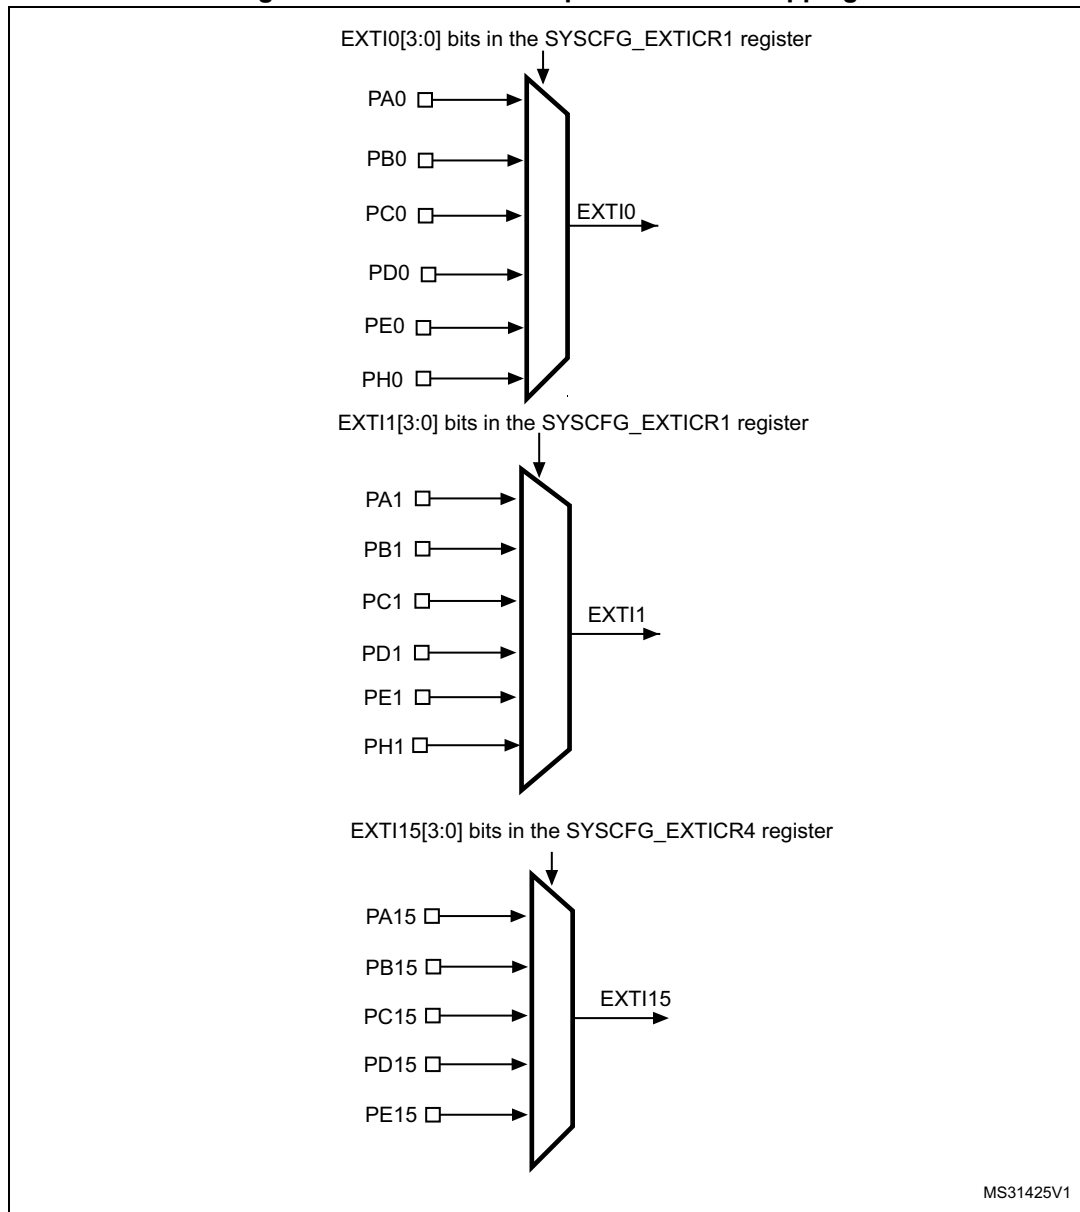 EXTI0[3:0] bits in the SYSCFG_EXTICR1 register
PA0
PB0
PC0
EXTI0
PD0
PE0
PH0
EXTI1[3:0] bits in the SYSCFG_EXTICR1 register
PA1
PB1
PC1
EXTI1
PD1
PE1
PH1
EXTI15[3:0] bits in the SYSCFG_EXTICR4 register
PA15
PB15
EXTI15
PC15
PD15
PE15
MS31425V1